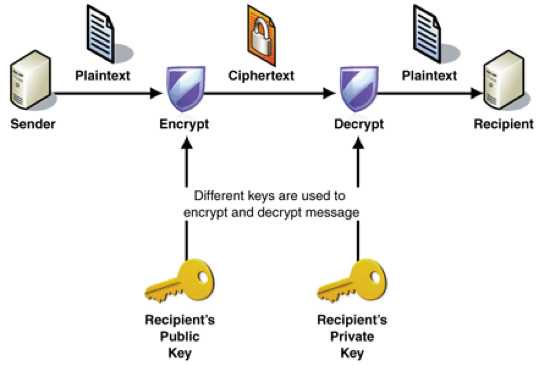 Plaintext
Ciphertext
Plaintext
Sender
Encrypt
Decrypt
Recipient
Different keys are used to
encrypt and decrypt message
Recipient's
Public
Key
Recipient's
Private
Key